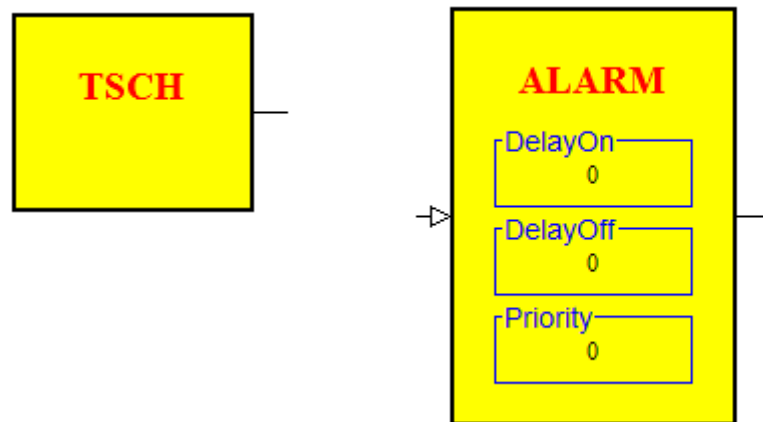 TSCH
ALARM
DelayOn
0
DelayOff
0
Priority
0